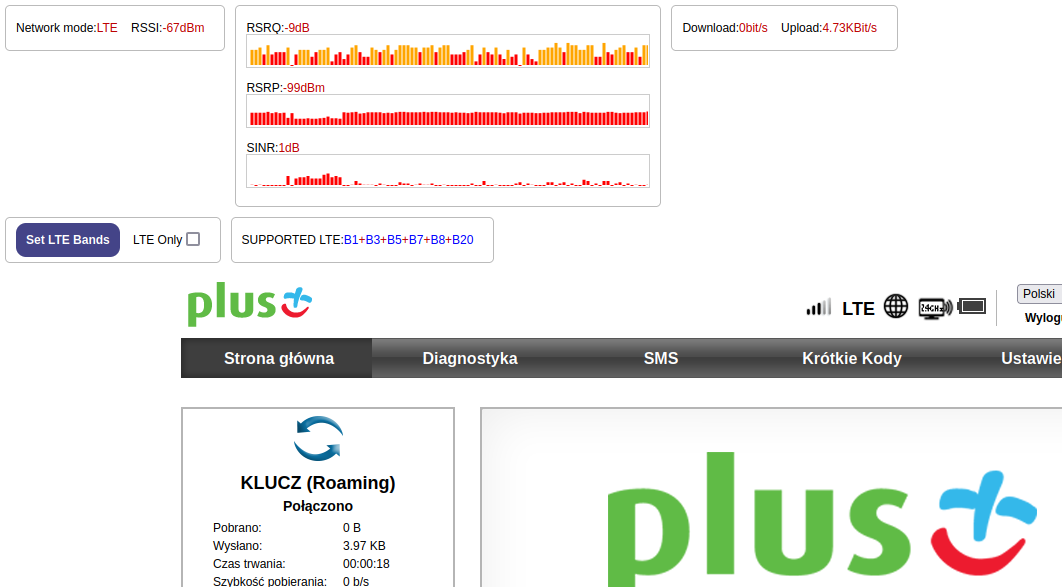 Network mode:LTE RSSI:-67dBm
RSRQ:-9dB
Download:0bit/s Upload:4.73KBit/s
RSRP:-99dBm
SINR:1dB
Set LTE Bands LTE Only
SUPPORTED LTE:B1+B3+B5+B7+B8+B20
plus
LTE
2.4GHz
Polski
Wylogu
Strona główna Diagnostyka SMS Krótkie Kody Ustawie
KLUCZ (Roaming)
Połączono
Pobrano: 0 B
Wysłano: 3.97 KB
Czas trwania: 00:00:18
Szybkość pobierania: 0 b/s
plus